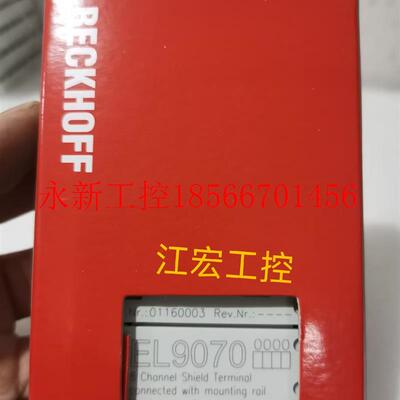 BECKHOFF
永新工控18566701456
江宏工控
Nr.:01160003 Rev.Nr.:----
EL9070
Channel Shield Terminal
connected with mounting rail